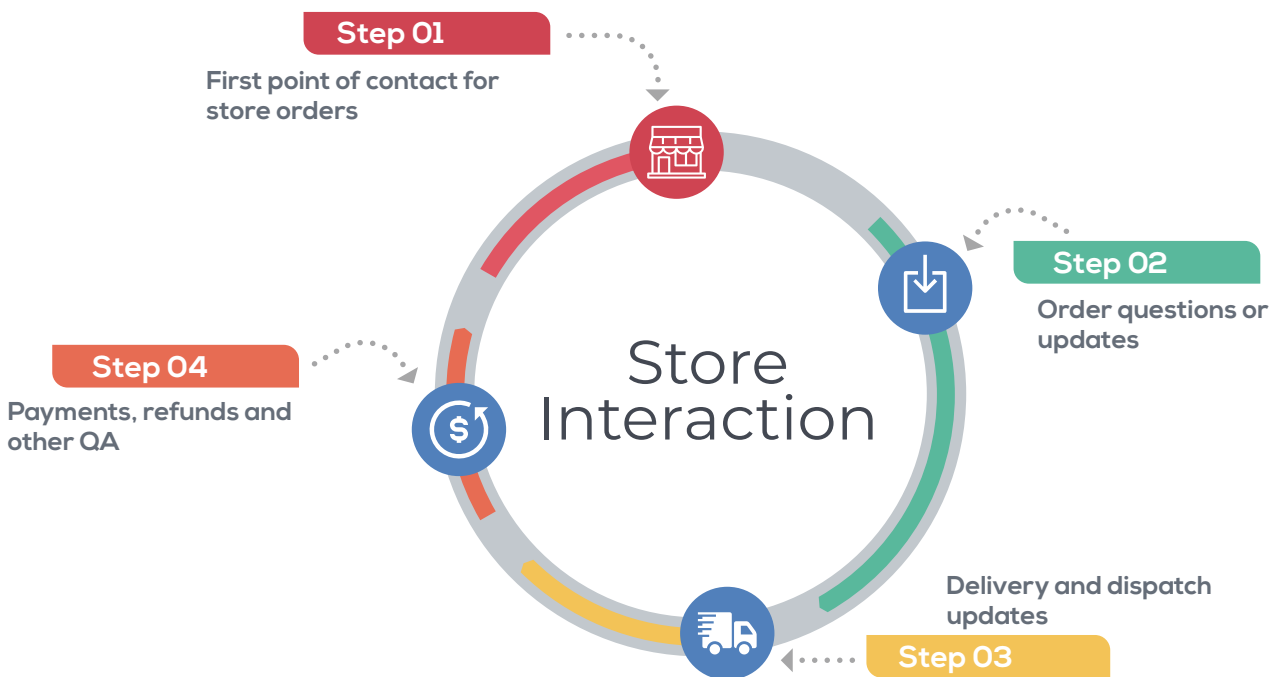 Step 01
First point of contact for
store orders
Step 02
Order questions or
updates
Store
Interaction
Step 04
Payments, refunds and
other QA
$
Delivery and dispatch
updates
Step 03